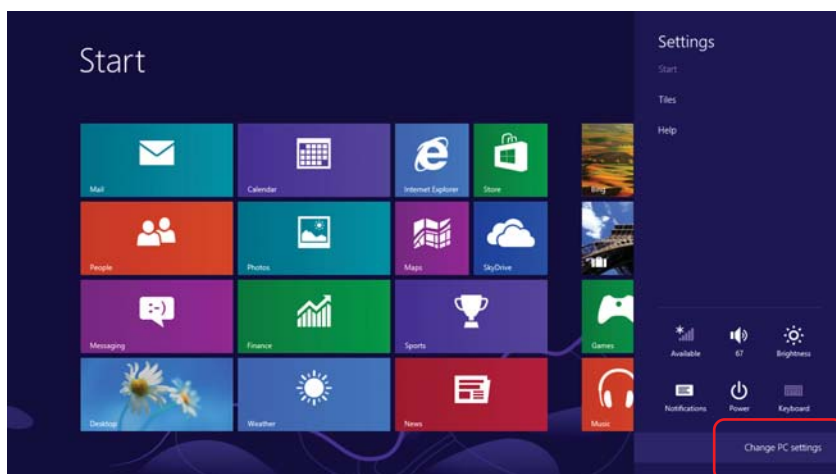 Start
Mail
Calendar
Internet Explorer
Store
Bing
People
Photos
Maps
SkyDrive
Messaging
Finance
Sports
Games
Desktop
Weather
News
Music
Settings
Start
Tiles
Help
Available
67
Brightness
Notifications
Power
Keyboard
Change PC settings